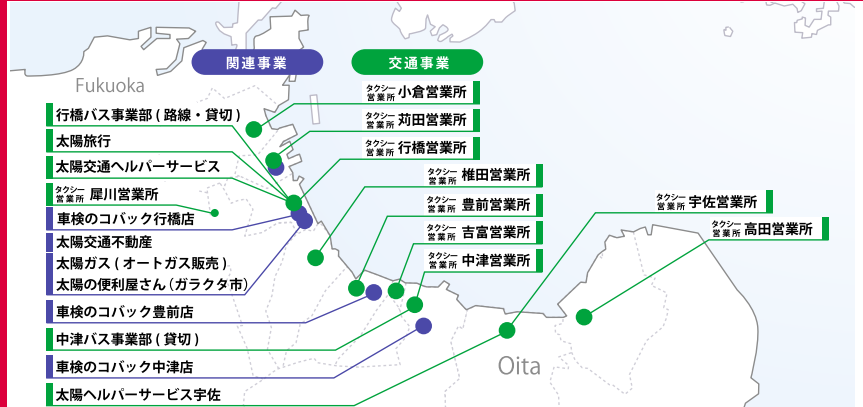 関連事業
交通事業
Fukuoka
行橋バス事業部(路線・貸切)
太陽旅行
太陽交通ヘルパーサービス
タクシー営業所 犀川営業所
車検のコバック行橋店
太陽交通不動産
太陽ガス(オートガス販売)
太陽の便利屋さん(ガラクタ市)
車検のコバック豊前店
中津バス事業部(貸切)
車検のコバック中津店
太陽ヘルパーサービス宇佐
タクシー営業所 小倉営業所
タクシー営業所 苅田営業所
タクシー営業所 行橋営業所
タクシー営業所 椎田営業所
タクシー営業所 豊前営業所
タクシー営業所 吉富営業所
タクシー営業所 中津営業所
タクシー営業所 宇佐営業所
タクシー営業所 高田営業所
Oita